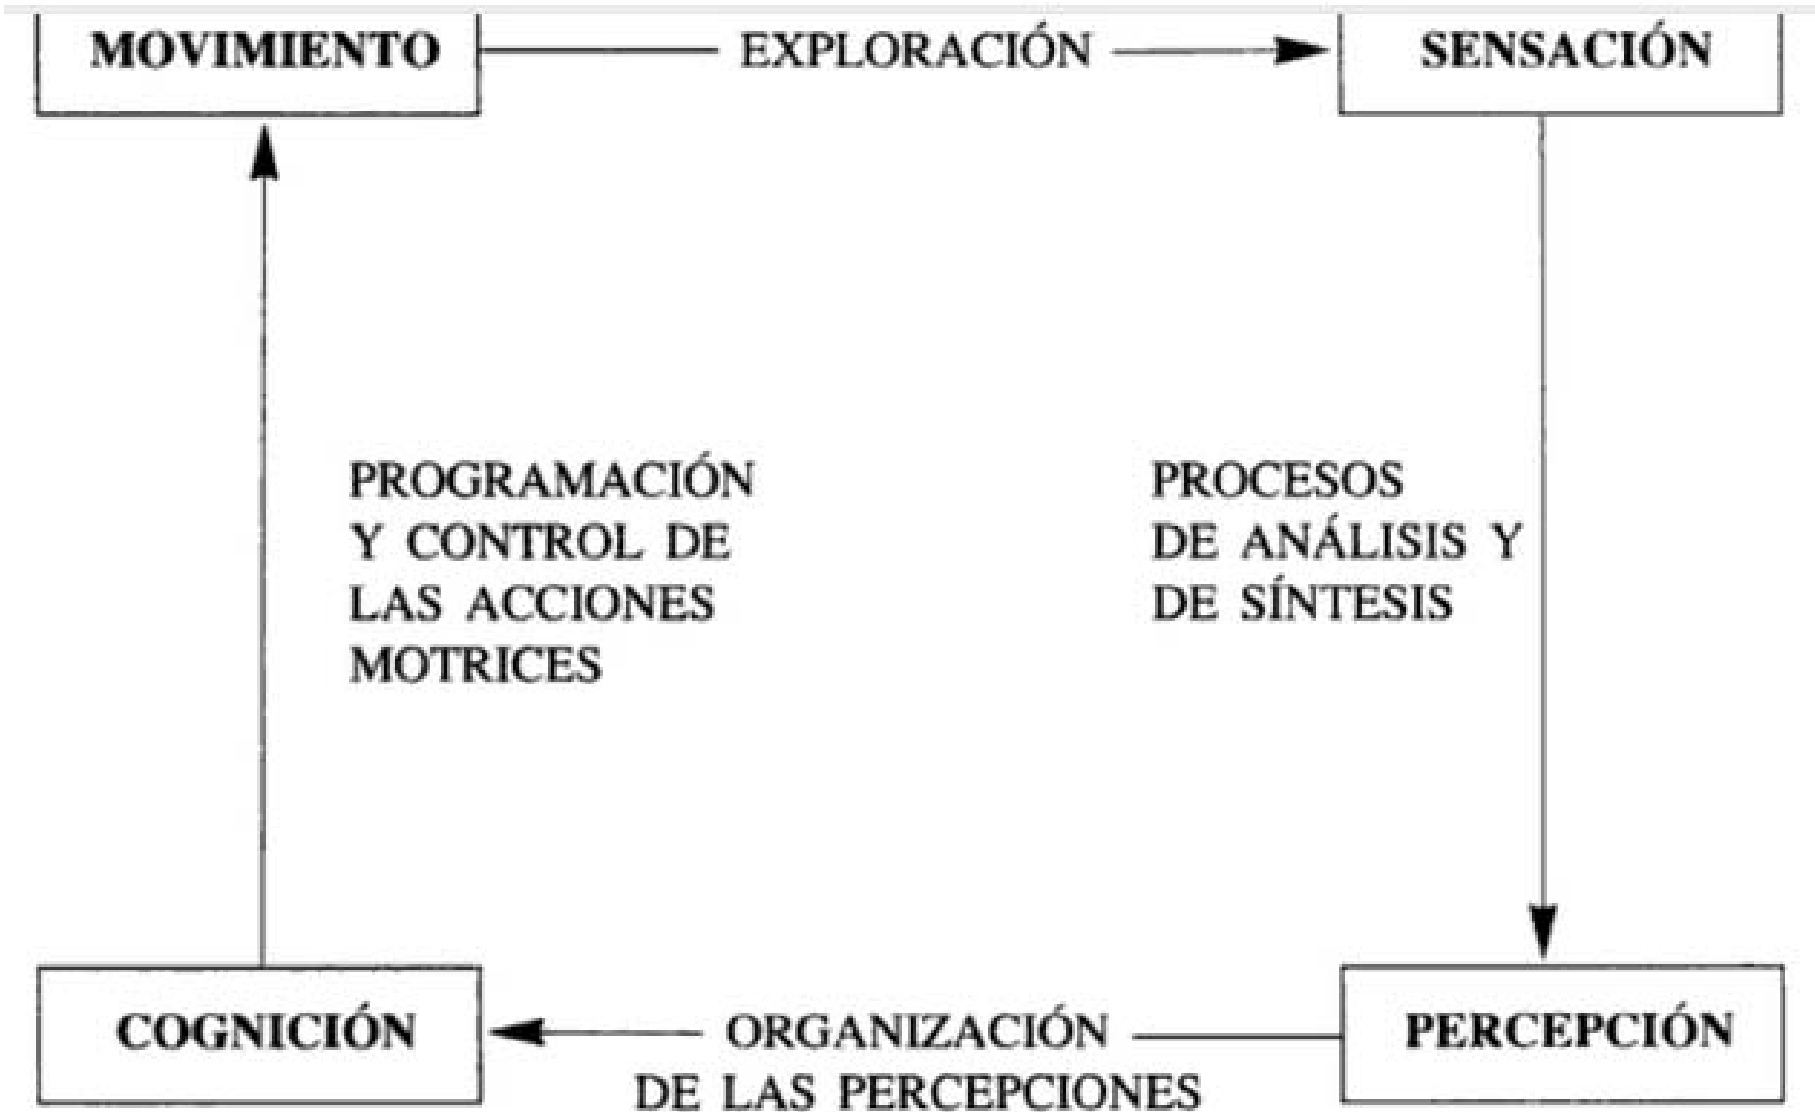 MOVIMIENTO
EXPLORACIÓN
SENSACIÓN
PROGRAMACIÓN
Y CONTROL DE
LAS ACCIONES
MOTRICES
PROCESOS
DE ANÁLISIS Y
DE SÍNTESIS
COGNICIÓN
ORGANIZACIÓN
DE LAS PERCEPCIONES
PERCEPCIÓN